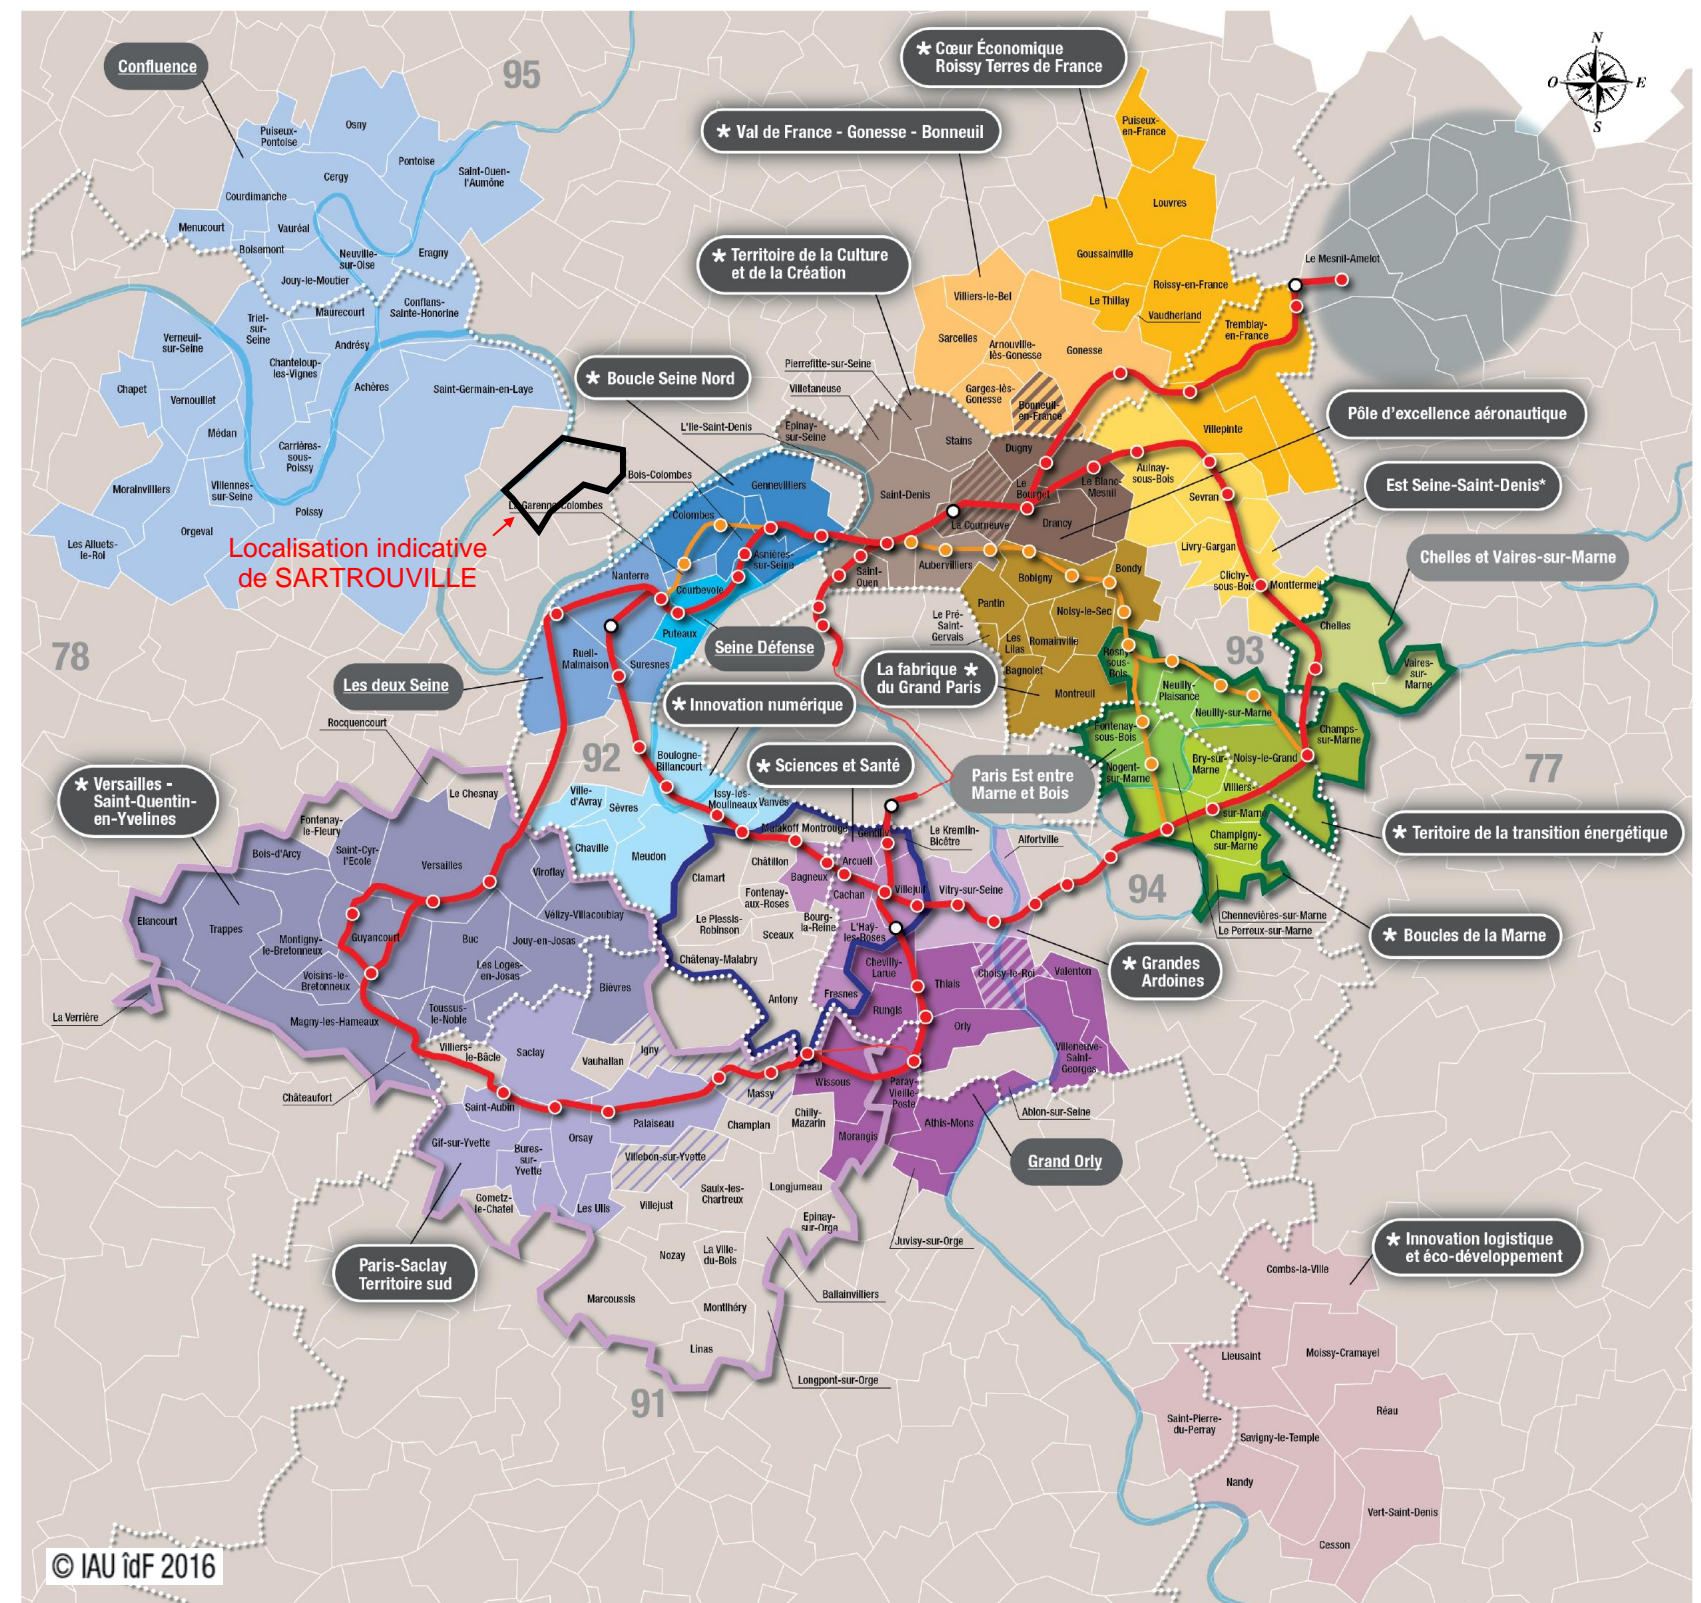 95
Confluence
Puiseux-
Pontoise
Osny
Pontoise
Cergy
Saint-Ouen-
l'Aumône
Courdimanche
Menucourt
Vauréal
Boisemont
Neuville-
sur-Oise
Eragny
Jouy-le-Moutier
Conflans-
Sainte-Honorine
Maurecourt
Triel-
sur-
Seine
Verneuil-
sur-Seine
Andrésy
Chanteloup-
les-Vignes
Achères
Saint-Germain-en-Laye
Chapet
Vernouillet
Médan
Carrières-
sous-
Poissy
Morainvilliers
Villennes-
sur-Seine
Poissy
Orgeval
Les Alluets-
le-Roi
* Cœur Économique
Roissy Terres de France
N
O
E
S
* Val de France - Gonesse - Bonneuil
Puiseux-
en-France
Louvres
* Territoire de la Culture
et de la Création
Goussainville
Le Mesnil-Amelot
Roissy-en-France
Villiers-le-Bel
Le Thillay
Vaudherland
Tremblay-
en-France
Sarcelles
Arnouville-
lès-Gonesse
Gonesse
Pierrefitte-sur-Seine
Villetaneuse
Garges-lès-
Gonesse
Bonneuil-
en-France
* Boucle Seine Nord
L'Ile-Saint-Denis
Epinay-
sur-Seine
Stains
Dugny
Villepinte
Pôle d'excellence aéronautique
Bois-Colombes
Gennevilliers
Saint-Denis
Le
Bourget
Le Blanc-
Mesnil
Aulnay-
sous-Bois
Sevran
Est Seine-Saint-Denis*
La Garenne-Colombes
Colombes
La Courneuve
Drancy
Livry-Gargan
Localisation indicative
de SARTROUVILLE
Asnières-
sur-Seine
Nanterre
Courbevoie
Saint-
Ouen
Aubervilliers
Bobigny
Bondy
Clichy-
sous-Bois
Montfermeil
Chelles et Vaires-sur-Marne
Pantin
Noisy-le-Sec
Le Pré-
Saint-
Gervais
Les
Lilas
Romainville
Chelles
78
Puteaux
Rueil-
Malmaison
Suresnes
Seine Défense
Les deux Seine
La fabrique *
du Grand Paris
Bagnolet
Montreuil
Rosny-
sous-
Bois
93
Vaires-
sur-
Marne
Neuilly-
Plaisance
Neuilly-sur-Marne
* Innovation numérique
Rocquencourt
92
Boulogne-
Billancourt
* Sciences et Santé
Fontenay-
sous-Bois
Champs-
sur-Marne
Bry-sur-
Marne
Noisy-le-Grand
Nogent-
sur-Marne
Villiers-
sur-Marne
77
Paris Est entre
Marne et Bois
* Versailles -
Saint-Quentin-
en-Yvelines
Le Chesnay
Ville-
d'Avray
Sèvres
Issy-les-
Moulineaux
Vanves
Fontenay-
le-Fleury
Malakoff
Montrouge
Gentilly
Le Kremlin-
Bicêtre
Alfortville
Champigny-
sur-Marne
* Teritoire de la transition énergétique
Bois-d'Arcy
Saint-Cyr-
l'Ecole
Versailles
Viroflay
Chaville
Meudon
Clamart
Châtillon
Bagneux
Arcueil
Cachan
Villejuif
Vitry-sur-Seine
94
Fontenay-
aux-Roses
Elancourt
Trappes
Vélizy-Villacoublay
Le Plessis-
Robinson
Sceaux
Bourg-
la-Reine
L'Haÿ-
les-Roses
Chennevières-sur-Marne
Le Perreux-sur-Marne
* Boucles de la Marne
Montigny-
le-Bretonneux
Guyancourt
Buc
Jouy-en-Josas
Châtenay-Malabry
Chevilly-
Larue
Choisy-le-Roi
Valenton
* Grandes
Ardoines
Voisins-le-
Bretonneux
Les Loges-
en-Josas
Bièvres
Antony
Fresnes
Thiais
Rungis
La Verrière
Magny-les-Hameaux
Toussus-
le-Noble
Orly
Villiers-
le-Bâcle
Saclay
Vauhallan
Igny
Villeneuve-
Saint-
Georges
Châteaufort
Massy
Wissous
Paray-
Vieille-
Poste
Saint-Aubin
Palaiseau
Champlan
Chilly-
Mazarin
Athis-Mons
Ablon-sur-Seine
Gif-sur-Yvette
Bures-
sur-
Yvette
Orsay
Villebon-sur-Yvette
Morangis
Grand Orly
Gometz-
le-Chatel
Les Ulis
Villejust
Saulx-les-
Chartreux
Longjumeau
Epinay-
sur-Orge
Juvisy-sur-Orge
Paris-Saclay
Territoire sud
Nozay
La Ville-
du-Bois
Ballainvilliers
Marcoussis
Montlhéry
Linas
Longpont-sur-Orge
91
* Innovation logistique
et éco-développement
Combs-la-Ville
Lieusaint
Moissy-Cramayel
Réau
Saint-Pierre-
du-Perray
Savigny-le-Temple
Nandy
Vert-Saint-Denis
Cesson
© IAU îdF 2016